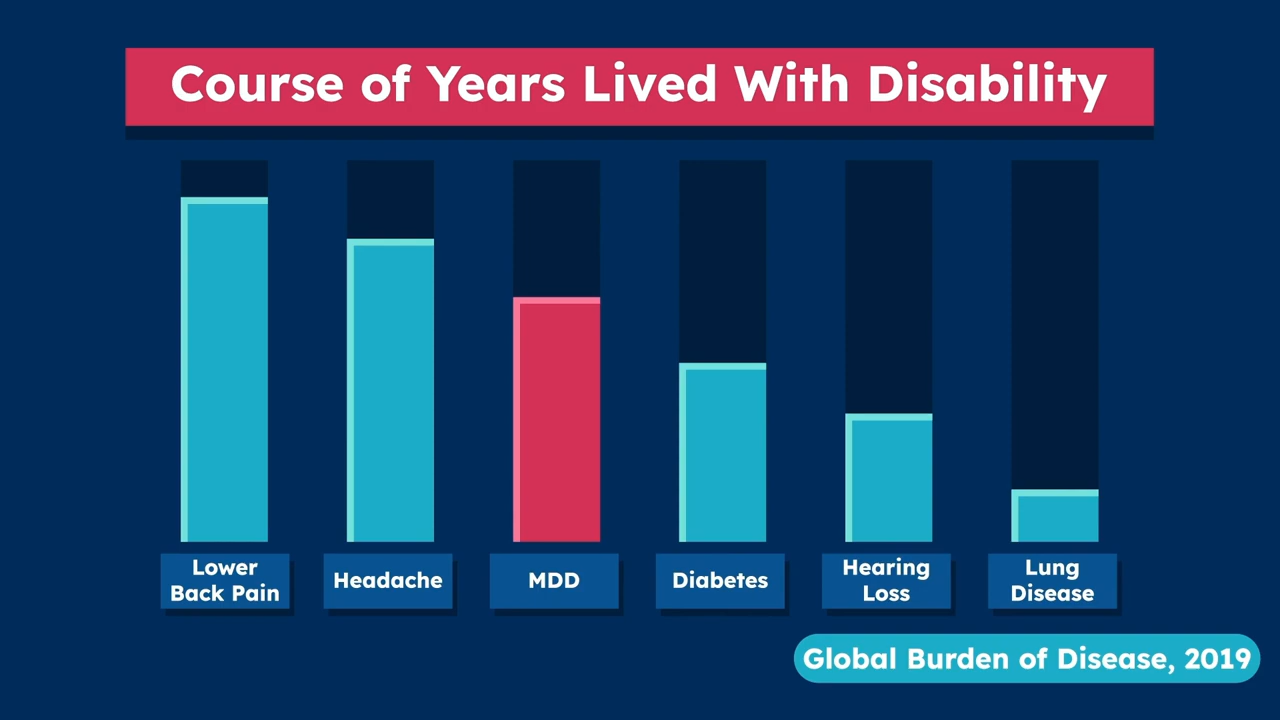 Course of Years Lived With Disability
Lower
Back Pain
Headache
MDD
Diabetes
Hearing
Loss
Lung
Disease
Global Burden of Disease, 2019